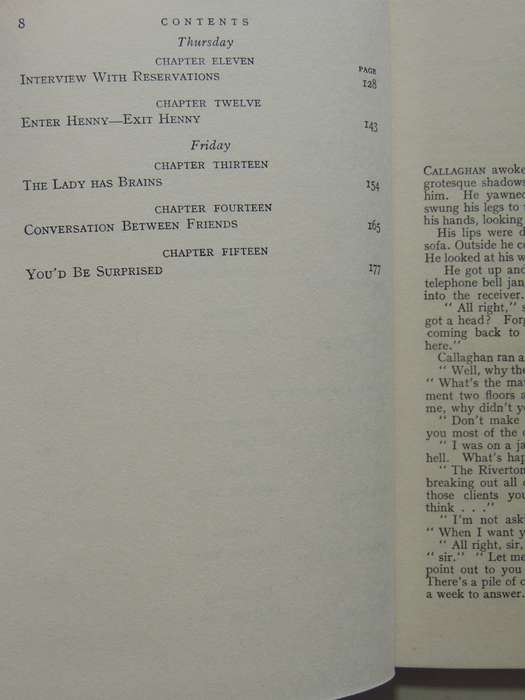 8 CONTENTS
Thursday
CHAPTER ELEVEN
PAGE
INTERVIEW WITH RESERVATIONS 128
CHAPTER TWELVE
ENTER HENNY—EXIT HENNY 143
Friday
CHAPTER THIRTEEN
THE LADY HAS BRAINS 154
CHAPTER FOURTEEN
CONVERSATION BETWEEN FRIENDS 165
CHAPTER FIFTEEN
YOU'D BE SURPRISED 177
CALLAGHAN awoke
grotesque shadows
him. He yawned
swung his legs to
his hands, looking
His lips were
sofa. Outside he
He looked at his
He got up and
telephone bell
into the receiver.
" All right,"
got a head?
coming back to
here."
Callaghan ran a
" Well, why the
" What's the
ment two floors
me, why didn't
" Don't make
you most of the
" I was on a
hell. What's
" The Riverton
breaking out all
those clients
think . . ."
" I'm not
" When I want
" All right, sir,
" sir." " Let me
point out to you
There's a pile of
a week to answer.